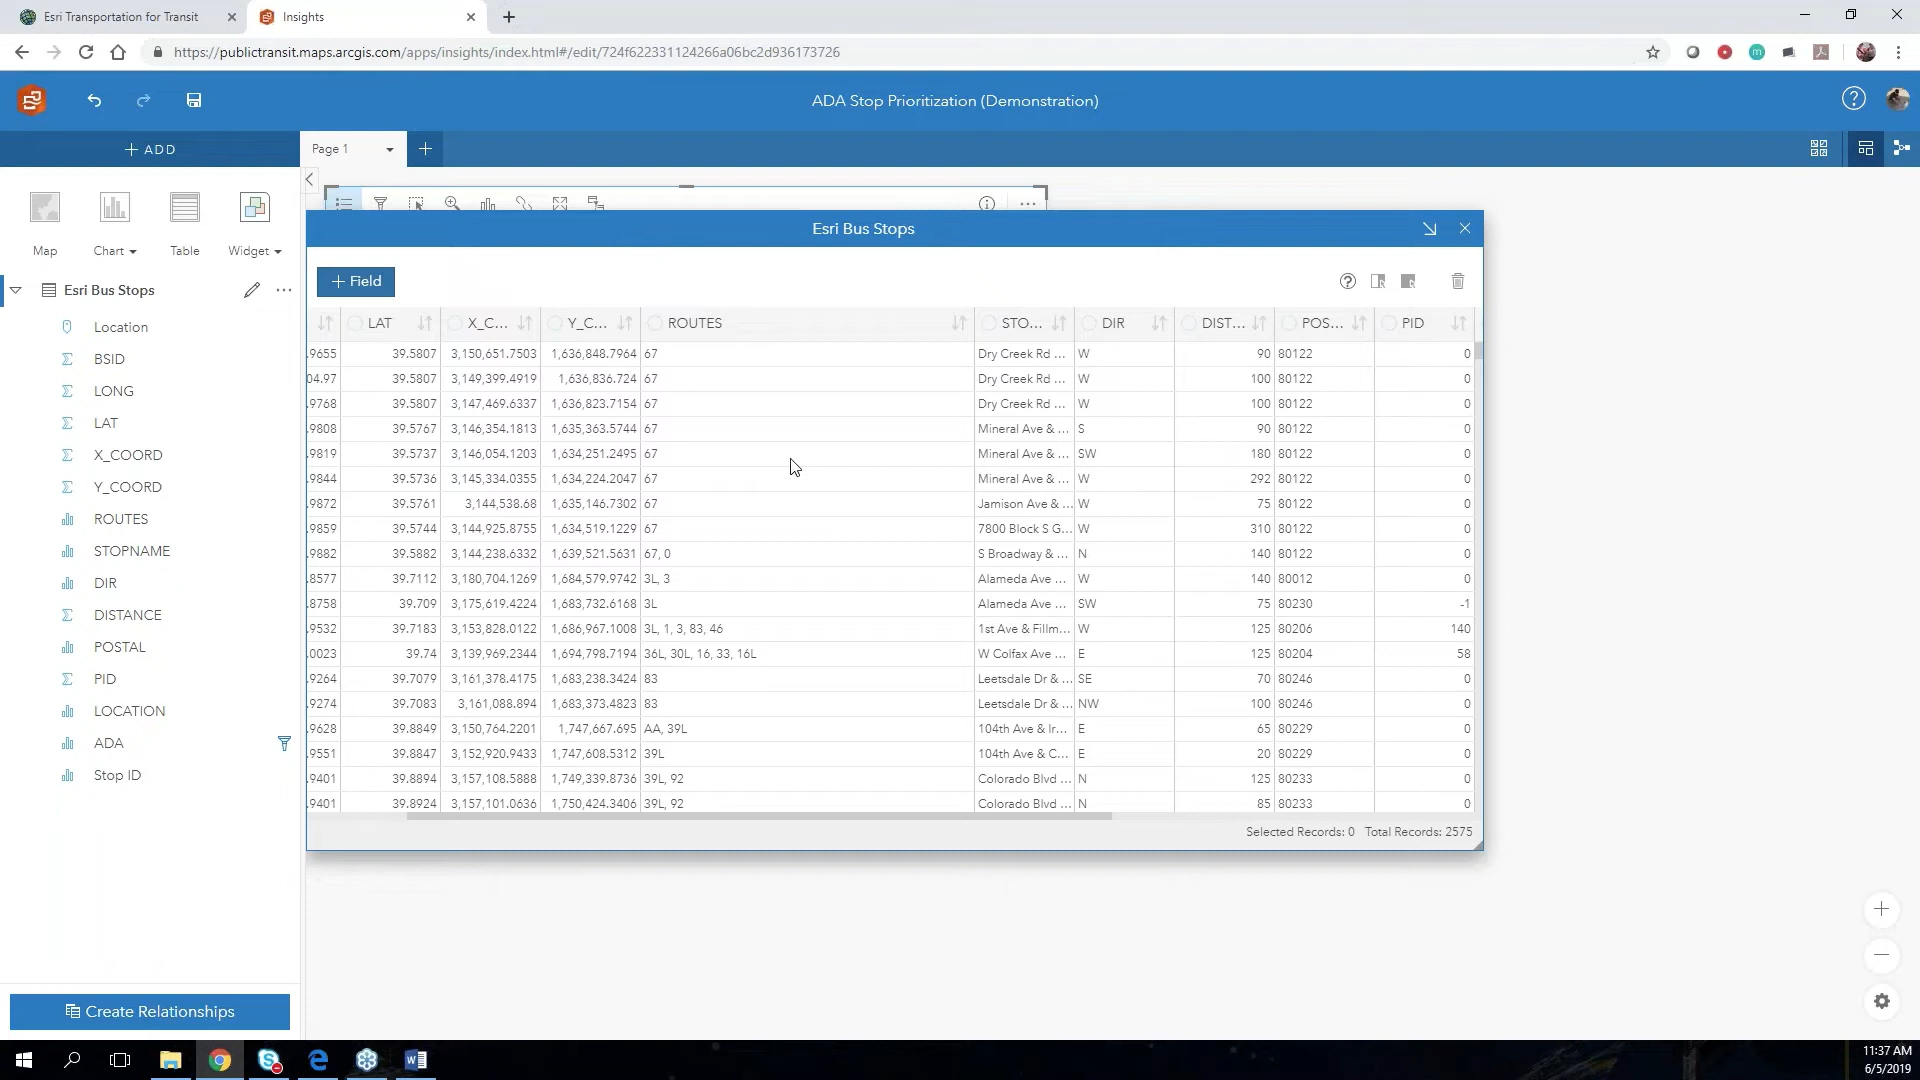 Esri Transportation for Transit
Insights
https://publictransit.maps.arcgis.com/apps/insights/index.html#/edit/724f622331124266a06bc2d936173726
ADA Stop Prioritization (Demonstration)
+ ADD
Page 1
Map
Chart
Table
Widget
Esri Bus Stops
Location
BSID
LONG
LAT
X_COORD
Y_COORD
ROUTES
STOPNAME
DIR
DISTANCE
POSTAL
PID
LOCATION
ADA
Stop ID
Create Relationships
Esri Bus Stops
+ Field
LAT X_C... Y_C... ROUTES STO... DIR DIST... POS... PID
.9655 39.5807 3,150,651.7503 1,636,848.7964 67 Dry Creek Rd ... W 90 80122 0
04.97 39.5807 3,149,399.4919 1,636,836.724 67 Dry Creek Rd ... W 100 80122 0
.9768 39.5807 3,147,469.6337 1,636,823.7154 67 Dry Creek Rd ... W 100 80122 0
.9808 39.5767 3,146,354.1813 1,635,363.5744 67 Mineral Ave & ... S 90 80122 0
.9819 39.5737 3,146,054.1203 1,634,251.2495 67 Mineral Ave & ... SW 180 80122 0
.9844 39.5736 3,145,334.0355 1,634,224.2047 67 Mineral Ave & ... W 292 80122 0
.9872 39.5761 3,144,538.68 1,635,146.7302 67 Jamison Ave & ... W 75 80122 0
.9859 39.5744 3,144,925.8755 1,634,519.1229 67 7800 Block S G... W 310 80122 0
.9882 39.5882 3,144,238.6332 1,639,521.5631 67, 0 S Broadway & ... N 140 80122 0
.8577 39.7112 3,180,704.1269 1,684,579.9742 3L, 3 Alameda Ave ... W 140 80012 0
.8758 39.709 3,175,619.4224 1,683,732.6168 3L Alameda Ave ... SW 75 80230 -1
.9532 39.7183 3,153,828.0122 1,686,967.1008 3L, 1, 3, 83, 46 1st Ave & Fillm... W 125 80206 140
.0023 39.74 3,139,969.2344 1,694,798.7194 36L, 30L, 16, 33, 16L W Colfax Ave ... E 125 80204 58
.9264 39.7079 3,161,378.4175 1,683,238.3424 83 Leetsdale Dr & ... SE 70 80246 0
.9274 39.7083 3,161,088.894 1,683,373.4823 83 Leetsdale Dr & ... NW 100 80246 0
.9628 39.8849 3,150,764.2201 1,747,667.695 AA, 39L 104th Ave & Ir... E 65 80229 0
.9551 39.8847 3,152,920.9433 1,747,608.5312 39L 104th Ave & C... E 20 80229 0
.9401 39.8894 3,157,108.5888 1,749,339.8736 39L, 92 Colorado Blvd ... N 125 80233 0
.9401 39.8924 3,157,101.0636 1,750,424.3406 39L, 92 Colorado Blvd ... N 85 80233 0
Selected Records: 0 Total Records: 2575
11:37 AM
6/5/2019